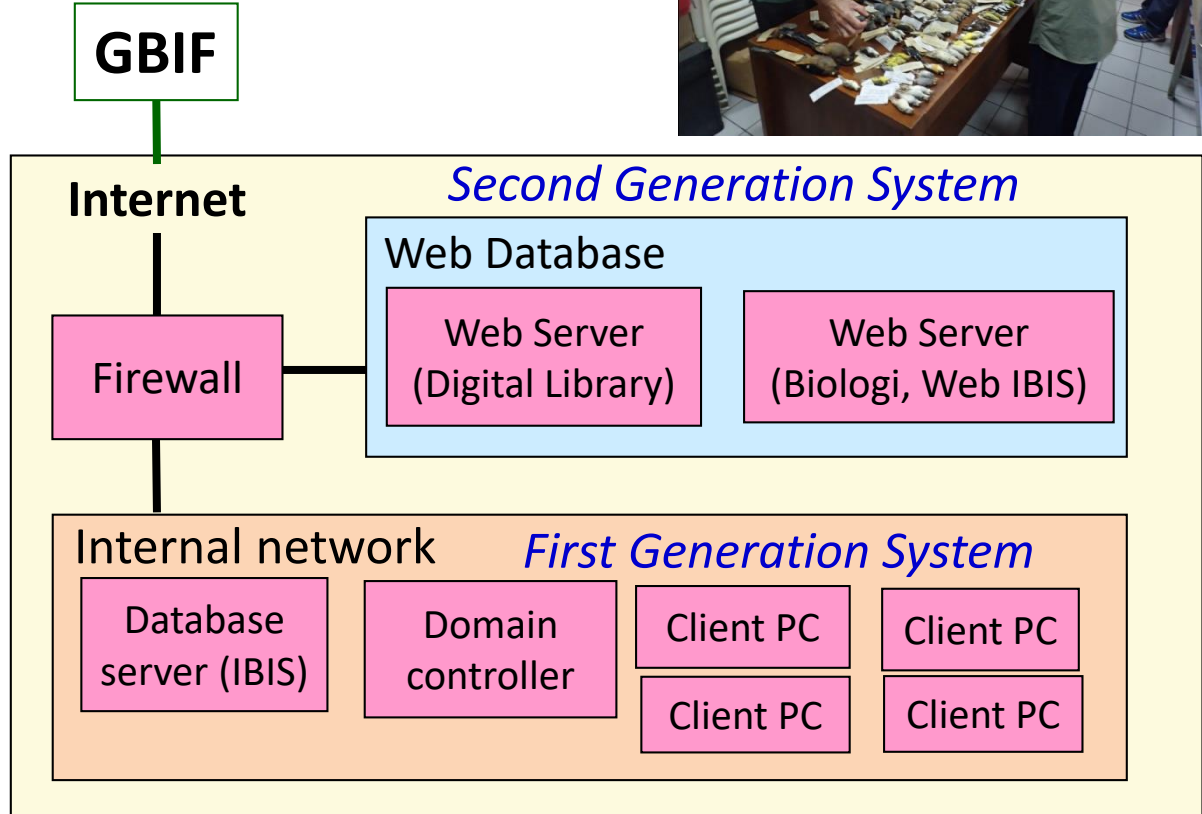 GBIF
Internet
Second Generation System
Web Database
Web Server
(Digital Library)
Web Server
(Biologi, Web IBIS)
Firewall
Internal network
First Generation System
Database
server (IBIS)
Domain
controller
Client PC
Client PC
Client PC
Client PC